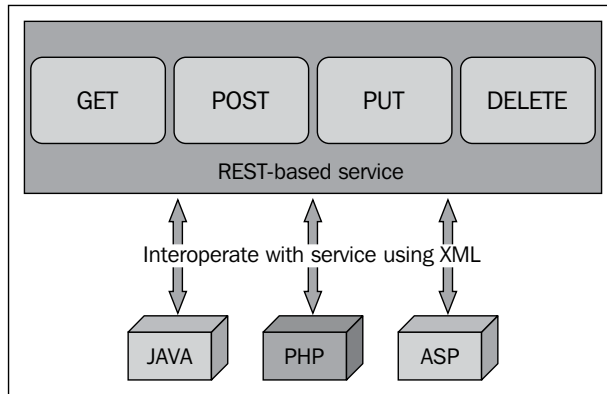 GET POST PUT DELETE
REST-based service
Interoperate with service using XML
JAVA PHP ASP